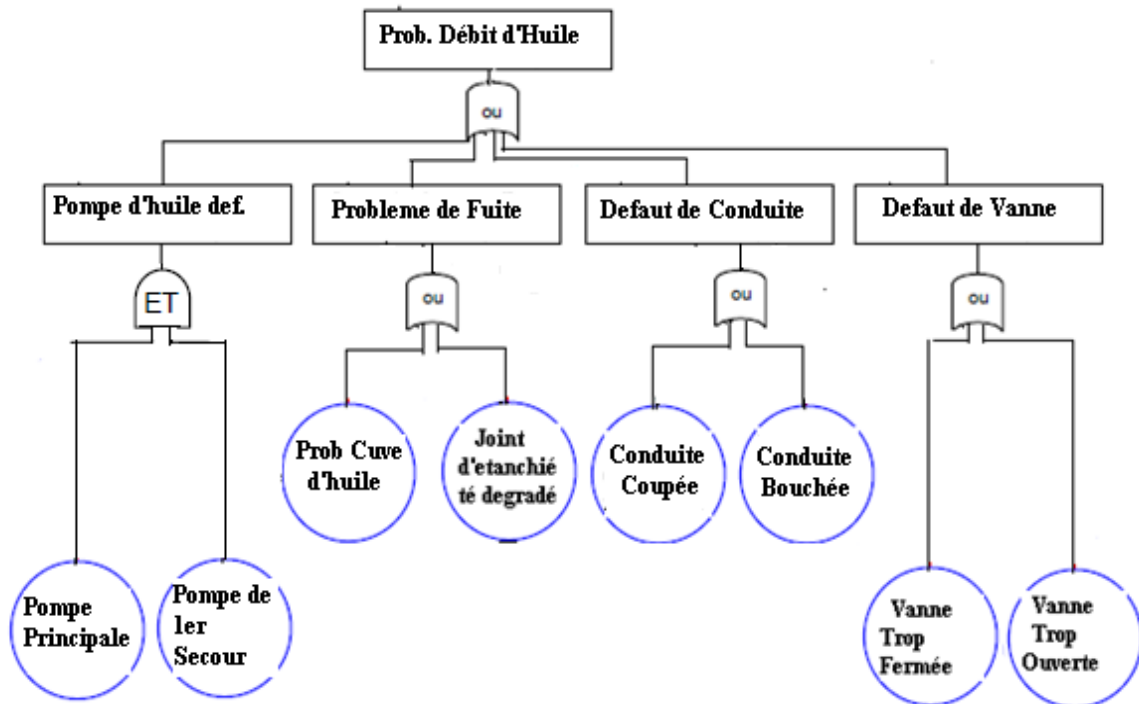 Prob. Débit d'Huile
ou
Pompe d'huile def.
Probleme de Fuite
Defaut de Conduite
Defaut de Vanne
ET
ou
ou
ou
Prob Cuve
d'huile
Joint
d'etanchié
té degradé
Conduite
Coupée
Conduite
Bouchée
Pompe
Principale
Pompe de
1er
Secour
Vanne
Trop
Fermée
Vanne
Trop
Ouverte